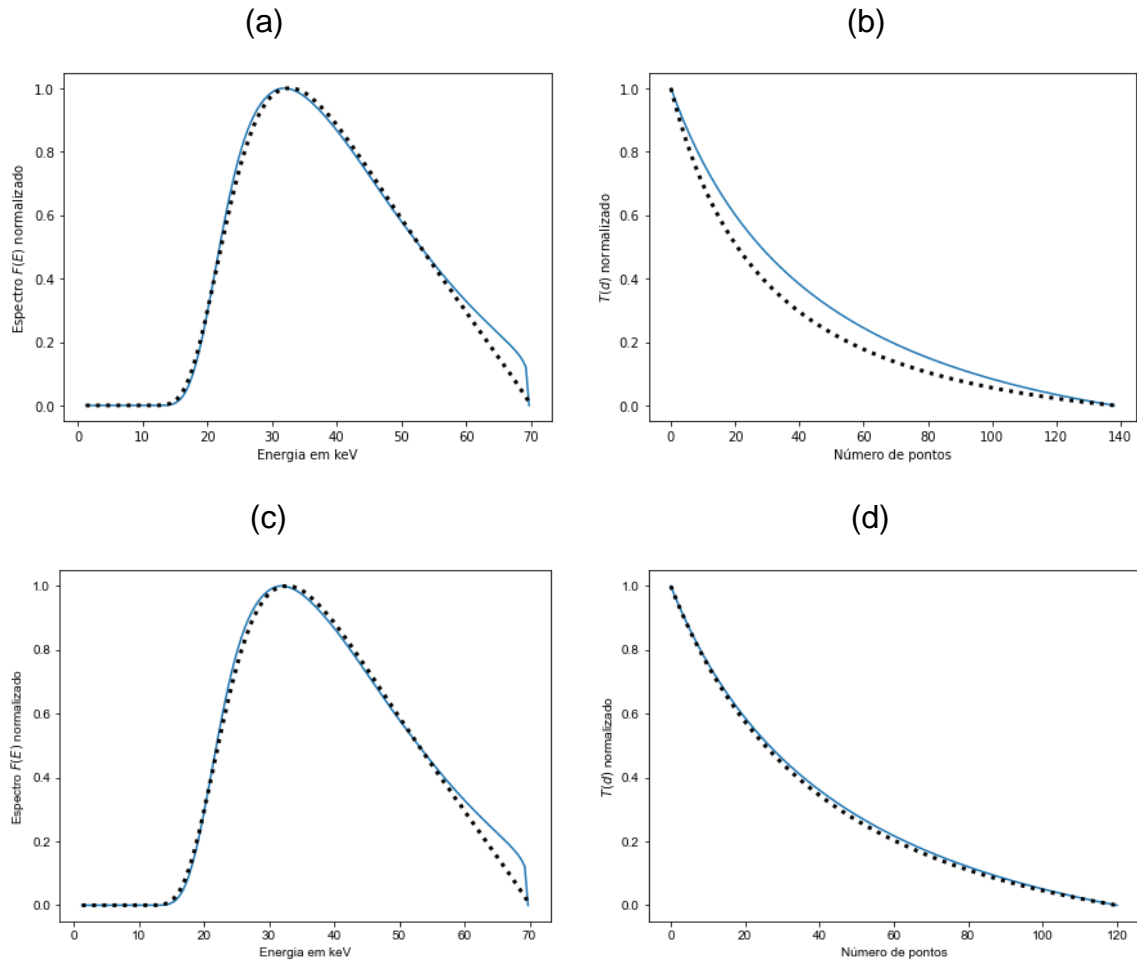 (a)
(b)
Espectro F(E) normalizado
1.0
0.8
0.6
0.4
0.2
0.0
0 10 20 30 40 50 60 70
Energia em keV
T(d) normalizado
1.0
0.8
0.6
0.4
0.2
0.0
0 20 40 60 80 100 120 140
Número de pontos
(c)
(d)
Espectro F(E) normalizado
1.0
0.8
0.6
0.4
0.2
0.0
0 10 20 30 40 50 60 70
Energia em keV
T(d) normalizado
1.0
0.8
0.6
0.4
0.2
0.0
0 20 40 60 80 100 120
Número de pontos